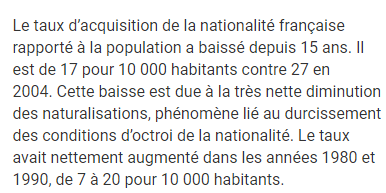 Le taux d’acquisition de la nationalité française
rapporté à la population a baissé depuis 15 ans. Il
est de 17 pour 10 000 habitants contre 27 en
2004. Cette baisse est due à la très nette diminution
des naturalisations, phénomène lié au durcissement
des conditions d’octroi de la nationalité. Le taux
avait nettement augmenté dans les années 1980 et
1990, de 7 à 20 pour 10 000 habitants.